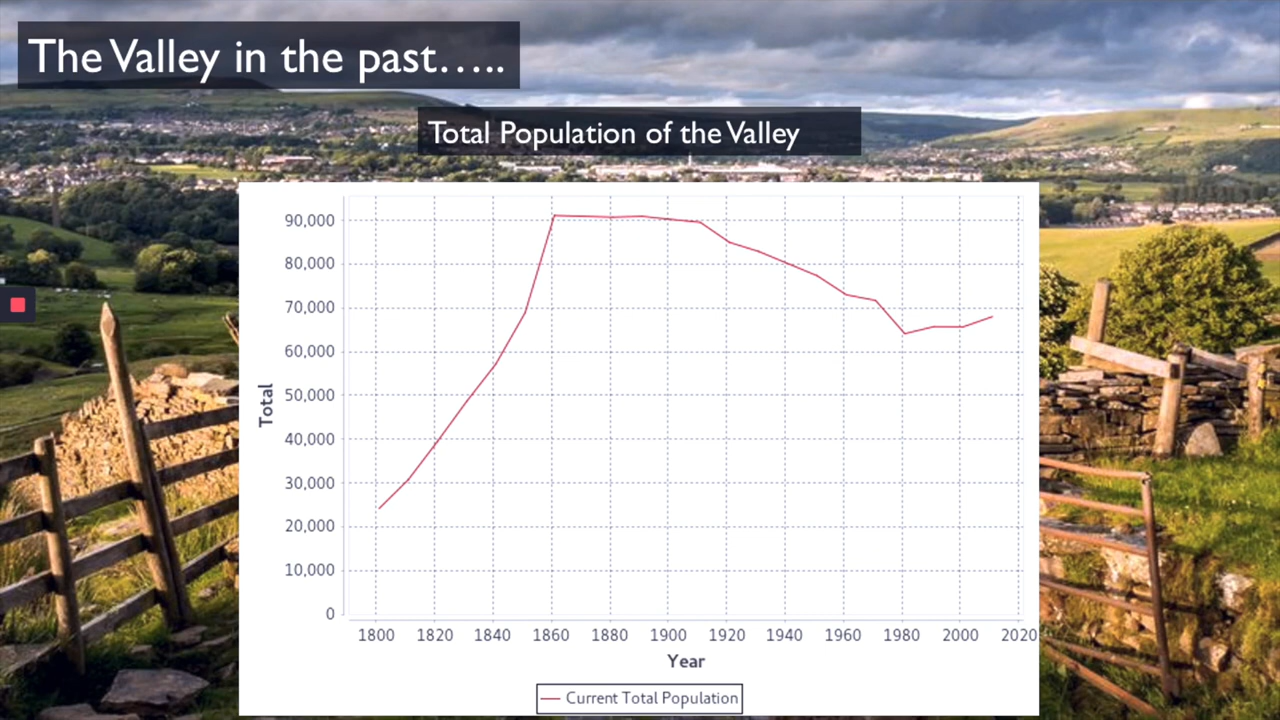 The Valley in the past…..
Total Population of the Valley
90,000
80,000
70,000
60,000
50,000
40,000
30,000
20,000
10,000
0
Total
1800 1820 1840 1860 1880 1900 1920 1940 1960 1980 2000 2020
Year
Current Total Population